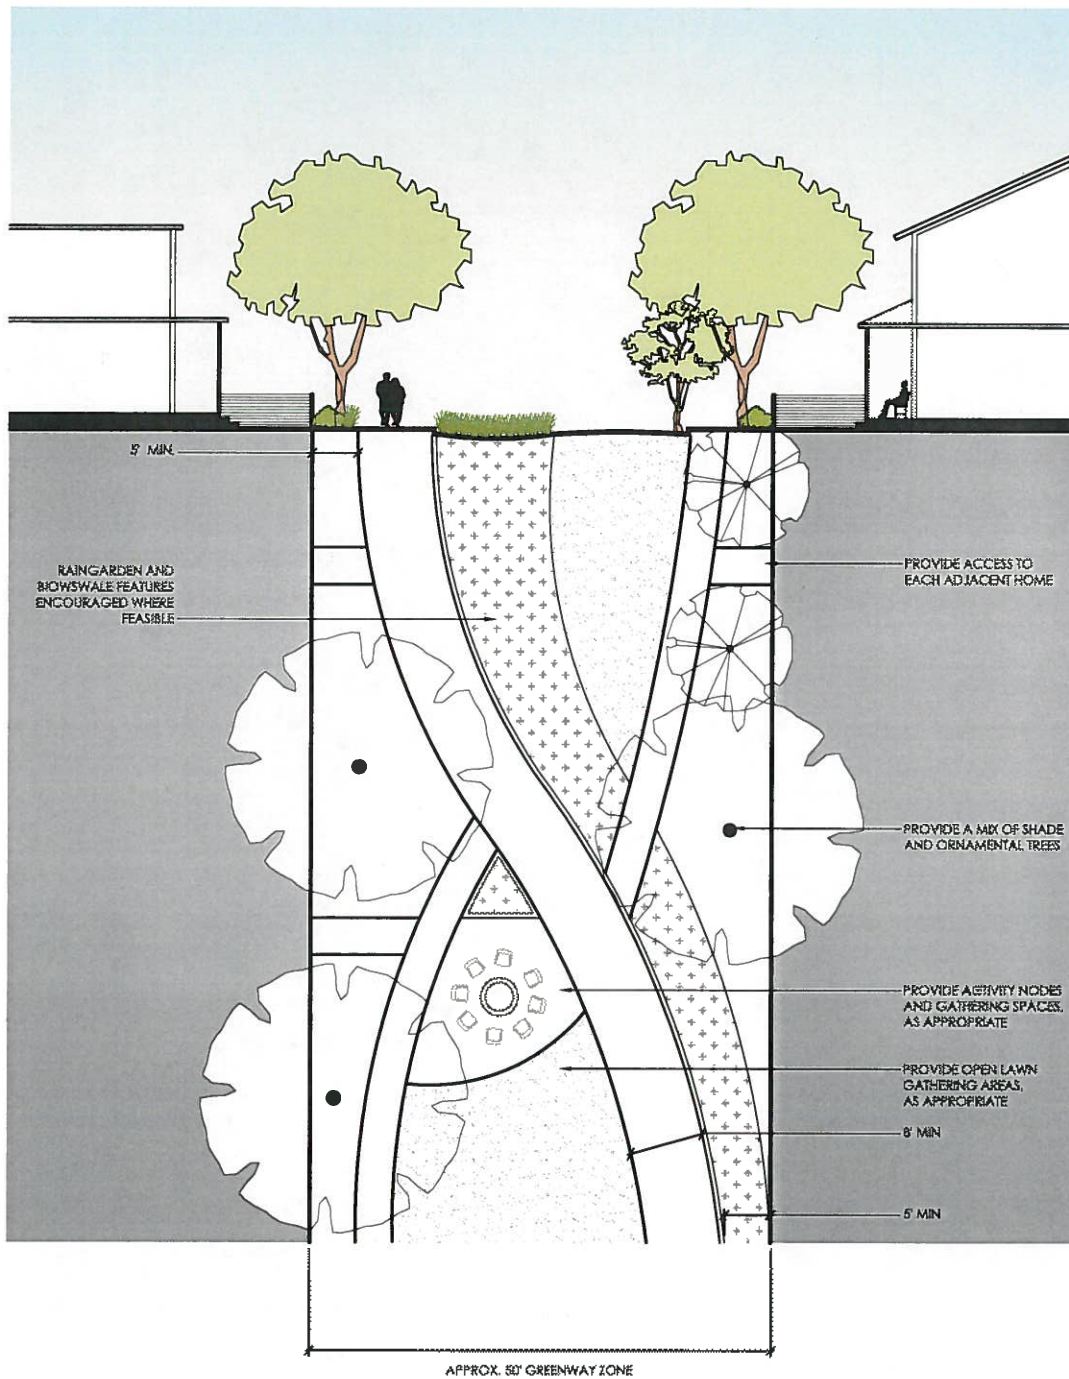 5' MIN.
RAINGARDEN AND
BIOWSWALE FEATURES
ENCOURAGED WHERE
FEASIBLE
PROVIDE ACCESS TO
EACH ADJACENT HOME
PROVIDE A MIX OF SHADE
AND ORNAMENTAL TREES
PROVIDE ACTIVITY NODES
AND GATHERING SPACES,
AS APPROPRIATE
PROVIDE OPEN LAWN
GATHERING AREAS,
AS APPROPRIATE
8' MIN
5' MIN
APPROX. 50' GREENWAY ZONE